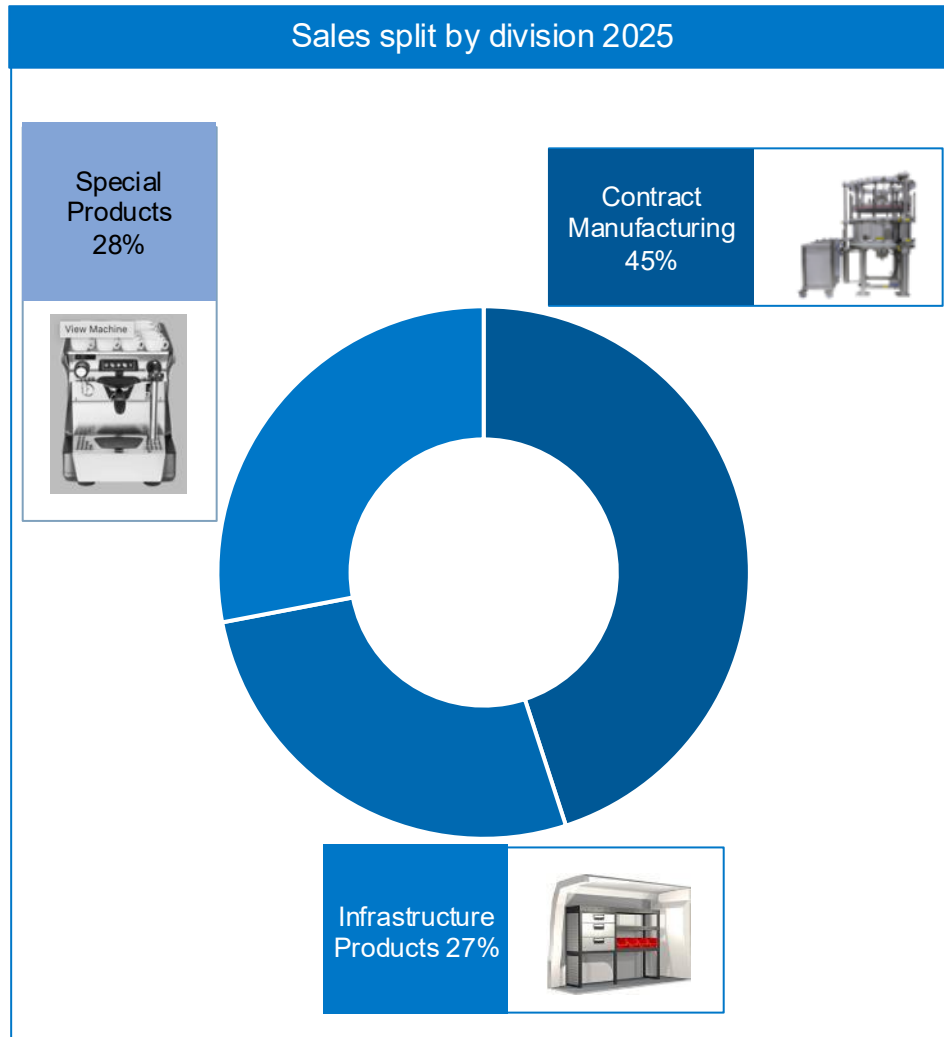 Sales split by division 2025
Special
Products
28%
Contract
Manufacturing
45%
View Machine
Infrastructure
Products 27%